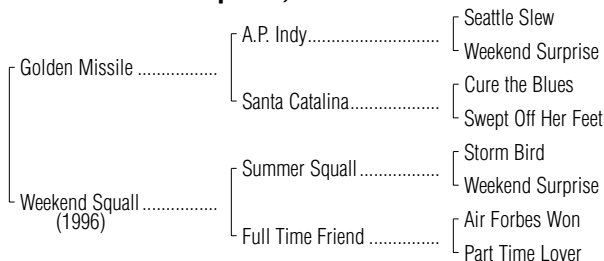 Seattle Slew
A.P. Indy......................
Weekend Surprise
Golden Missile .................
Cure the Blues
Santa Catalina....................
Swept Off Her Feet
Storm Bird
Summer Squall..................
Weekend Surprise
Weekend Squall................
(1996)
Air Forbes Won
Full Time Friend ................
Part Time Lover